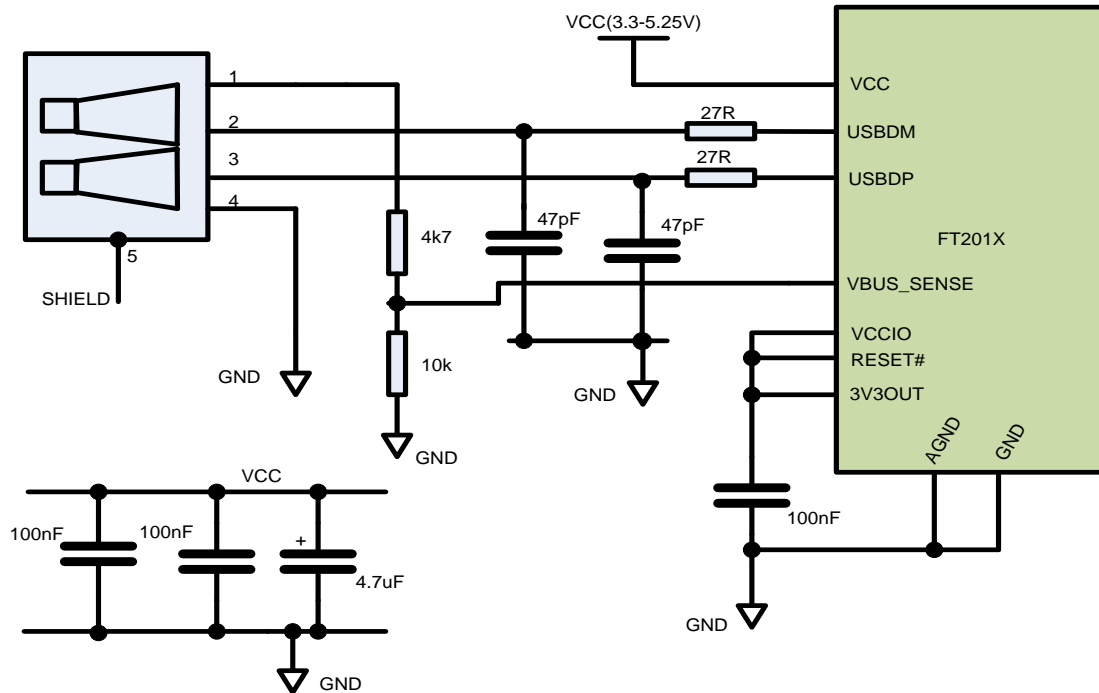 VCC(3.3-5.25V)
1
VCC
2
27R
USBDM
3
27R
USBDP
4
47pF
47pF
4k7
FT201X
5
SHIELD
VBUS_SENSE
VCCIO
RESET#
10k
3V3OUT
GND
GND
GND
AGND
GND
VCC
100nF
100nF
100nF
+
4.7uF
GND
GND